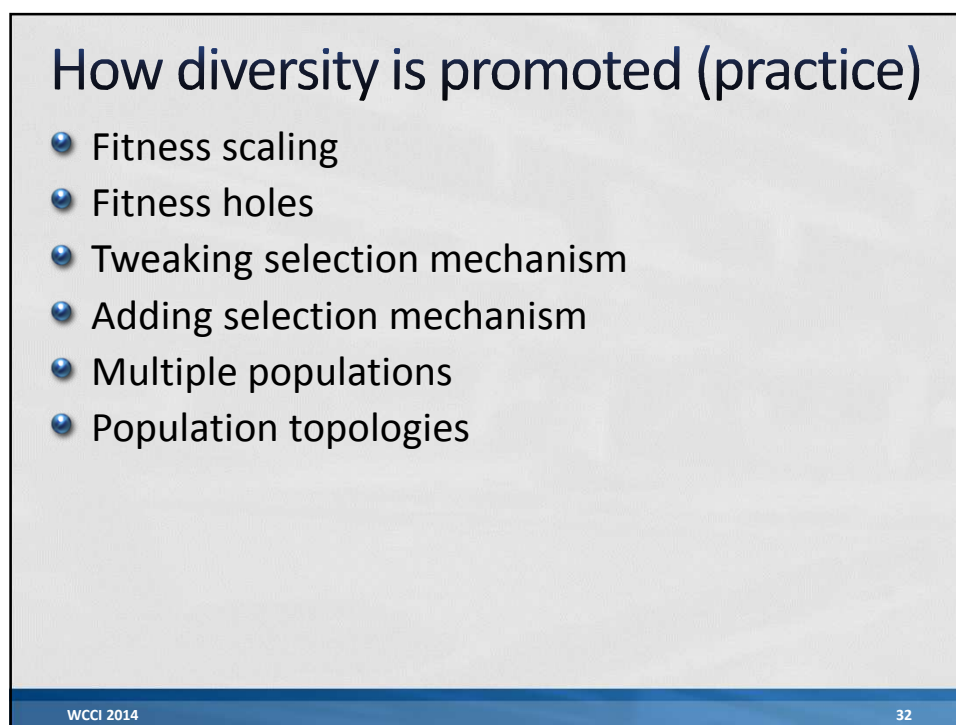 How diversity is promoted (practice)
Fitness scaling
Fitness holes
Tweaking selection mechanism
Adding selection mechanism
Multiple populations
Population topologies
WCCI 2014
32